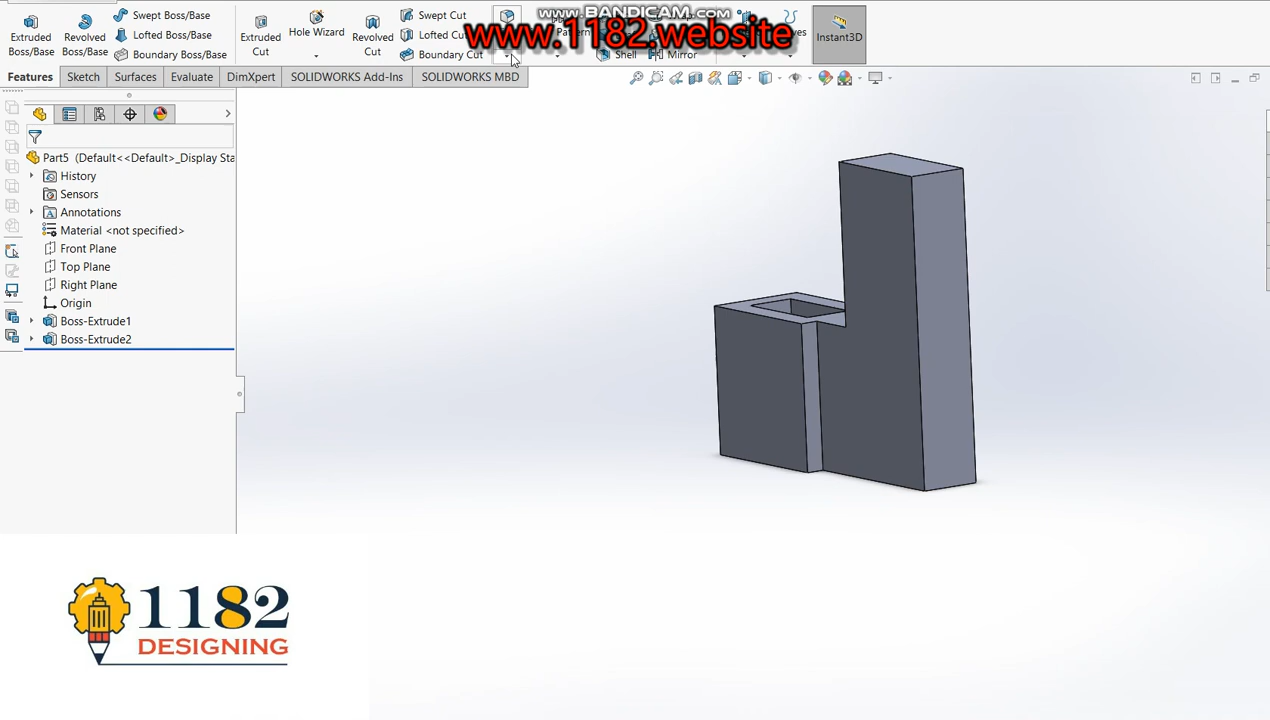 www.BANDICAM.com
www.1182.website
Extruded Boss/Base
Revolved Boss/Base
Swept Boss/Base
Lofted Boss/Base
Boundary Boss/Base
Extruded Cut
Hole Wizard
Revolved Cut
Swept Cut
Lofted Cut
Boundary Cut
Shell
Mirror
Instant3D
Features
Sketch
Surfaces
Evaluate
DimXpert
SOLIDWORKS Add-Ins
SOLIDWORKS MBD
Part5 (Default<<Default>_Display Sta
History
Sensors
Annotations
Material <not specified>
Front Plane
Top Plane
Right Plane
Origin
Boss-Extrude1
Boss-Extrude2
1182
DESIGNING